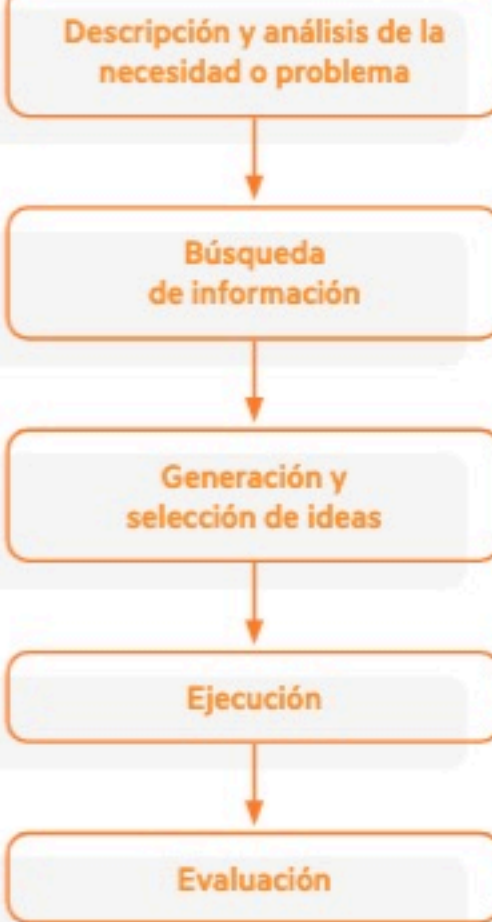 Descripción y análisis de la
necesidad o problema
Búsqueda
de información
Generación y
selección de ideas
Ejecución
Evaluación